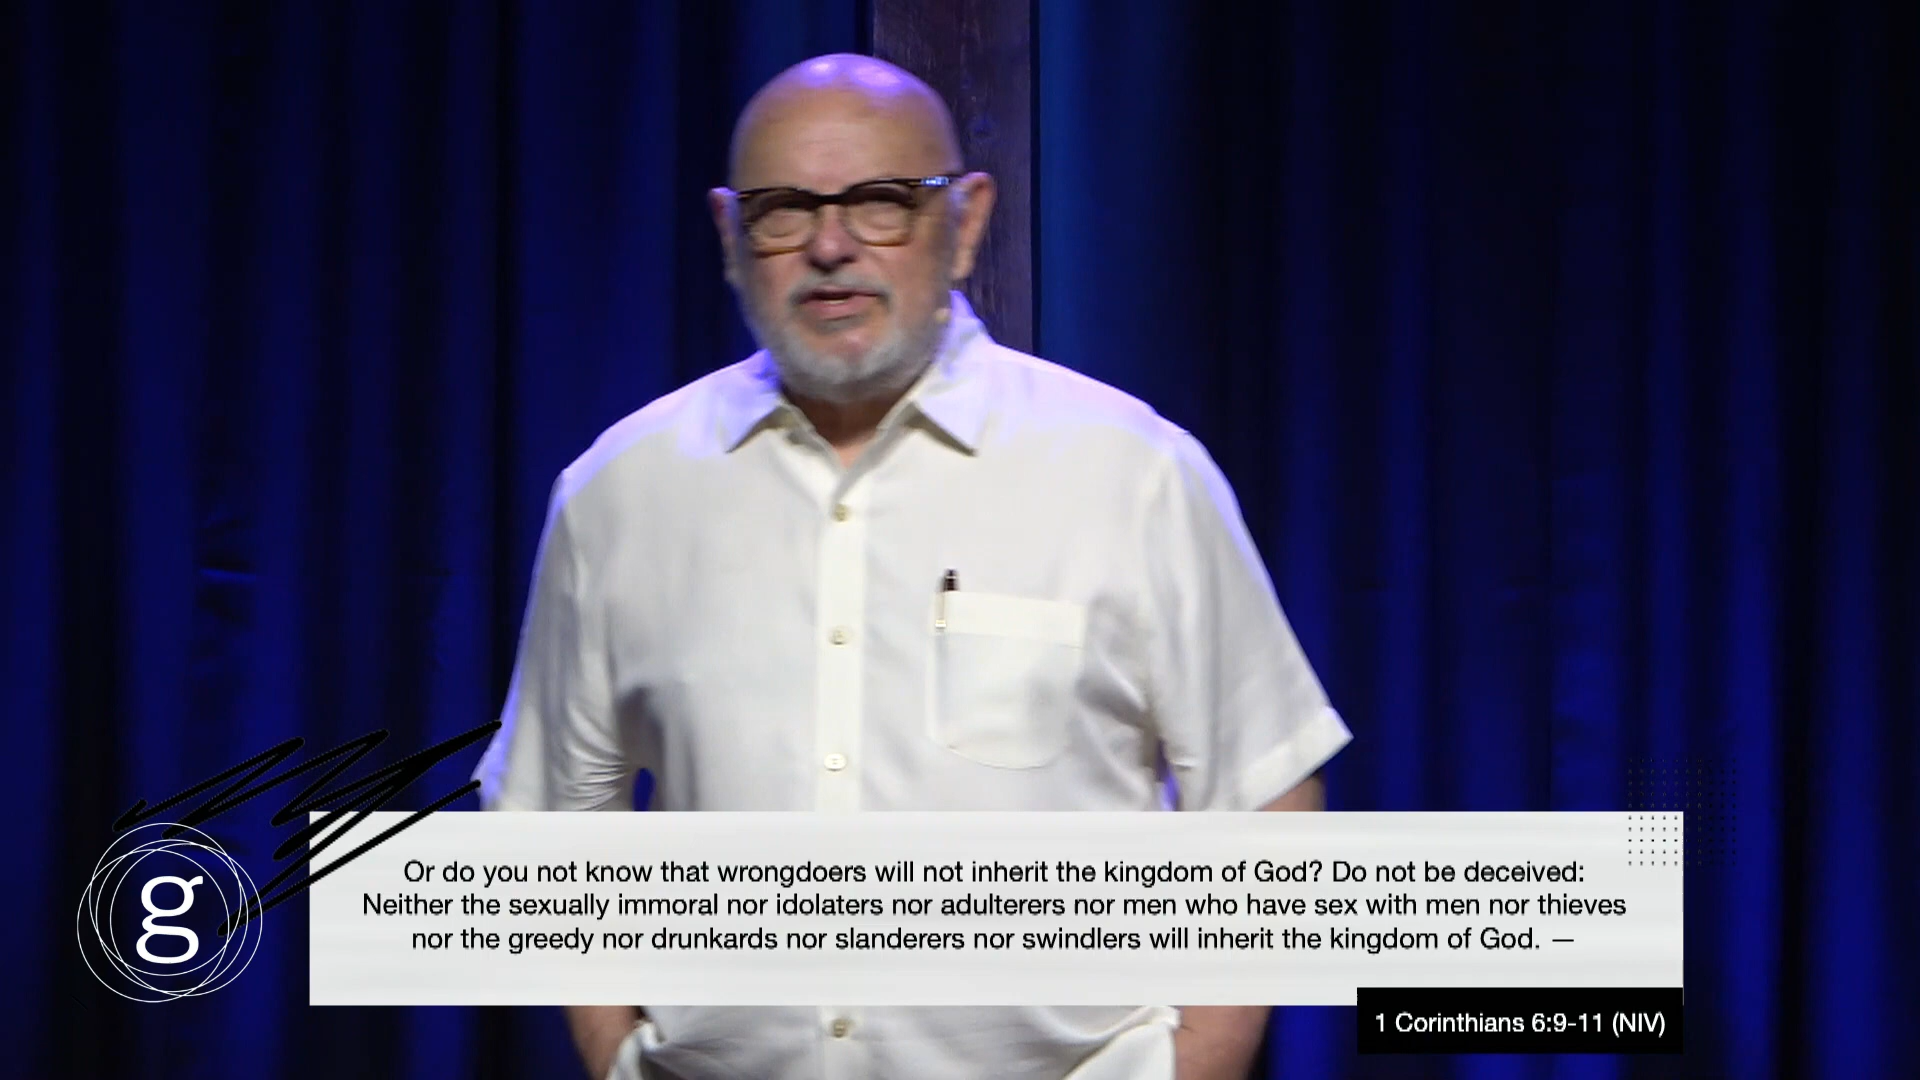 Or do you not know that wrongdoers will not inherit the kingdom of God? Do not be deceived:
Neither the sexually immoral nor idolaters nor adulterers nor men who have sex with men nor thieves
nor the greedy nor drunkards nor slanderers nor swindlers will inherit the kingdom of God. —
g
1 Corinthians 6:9-11 (NIV)